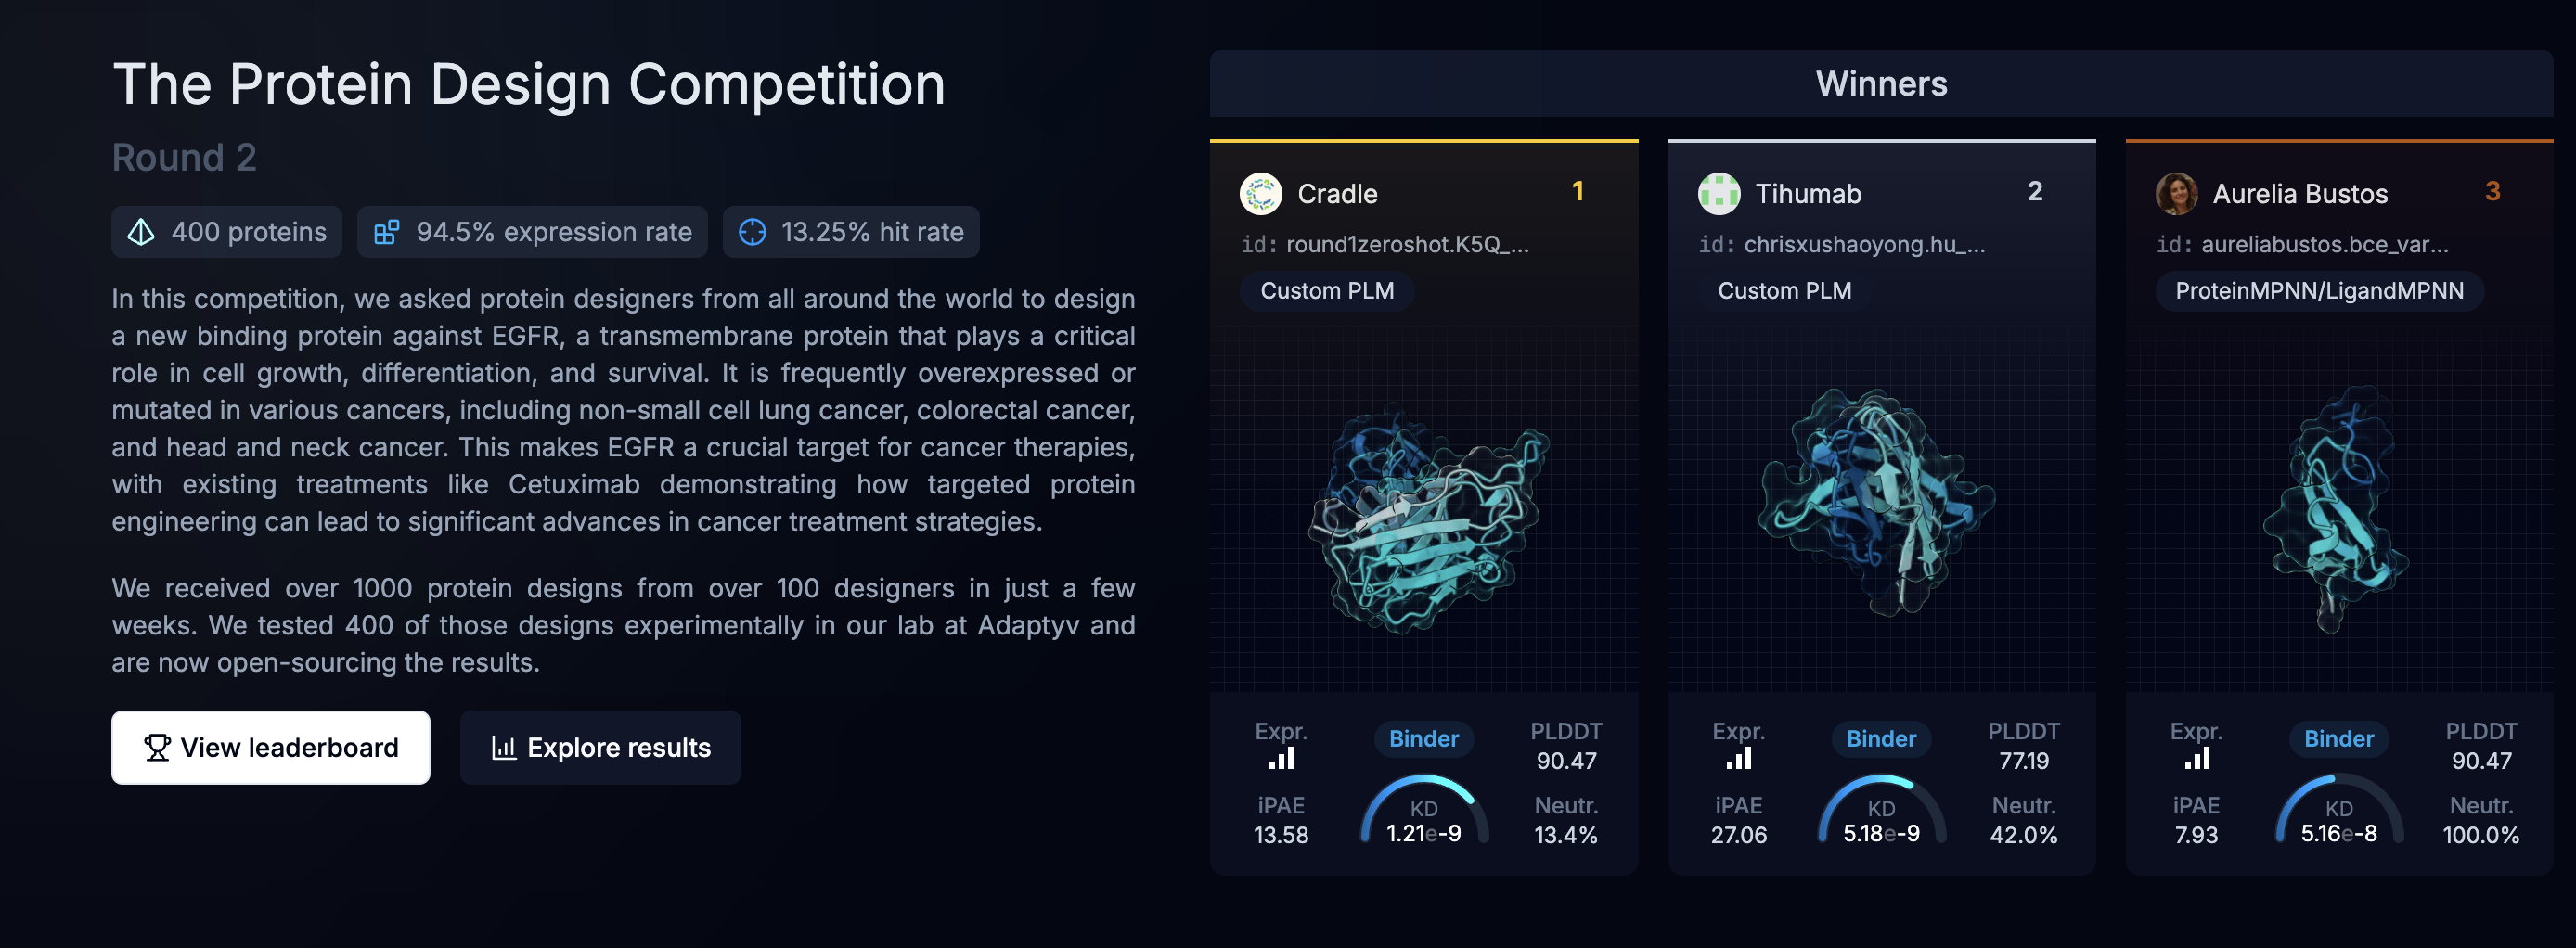 The Protein Design Competition
Round 2
400 proteins
94.5% expression rate
13.25% hit rate
In this competition, we asked protein designers from all around the world to design
a new binding protein against EGFR, a transmembrane protein that plays a critical
role in cell growth, differentiation, and survival. It is frequently overexpressed or
mutated in various cancers, including non-small cell lung cancer, colorectal cancer,
and head and neck cancer. This makes EGFR a crucial target for cancer therapies,
with existing treatments like Cetuximab demonstrating how targeted protein
engineering can lead to significant advances in cancer treatment strategies.
We received over 1000 protein designs from over 100 designers in just a few
weeks. We tested 400 of those designs experimentally in our lab at Adaptyv and
are now open-sourcing the results.
View leaderboard
Explore results
Winners
Cradle
1
id: round1zeroshot.K5Q_...
Custom PLM
Expr.
Binder
PLDDT
90.47
iPAE
13.58
KD
1.21e-9
Neutr.
13.4%
Tihumab
2
id: chrisxushaoyong.hu_...
Custom PLM
Expr.
Binder
PLDDT
77.19
iPAE
27.06
KD
5.18e-9
Neutr.
42.0%
Aurelia Bustos
3
id: aureliabustos.bce_var...
ProteinMPNN/LigandMPNN
Expr.
Binder
PLDDT
90.47
iPAE
7.93
KD
5.16e-8
Neutr.
100.0%